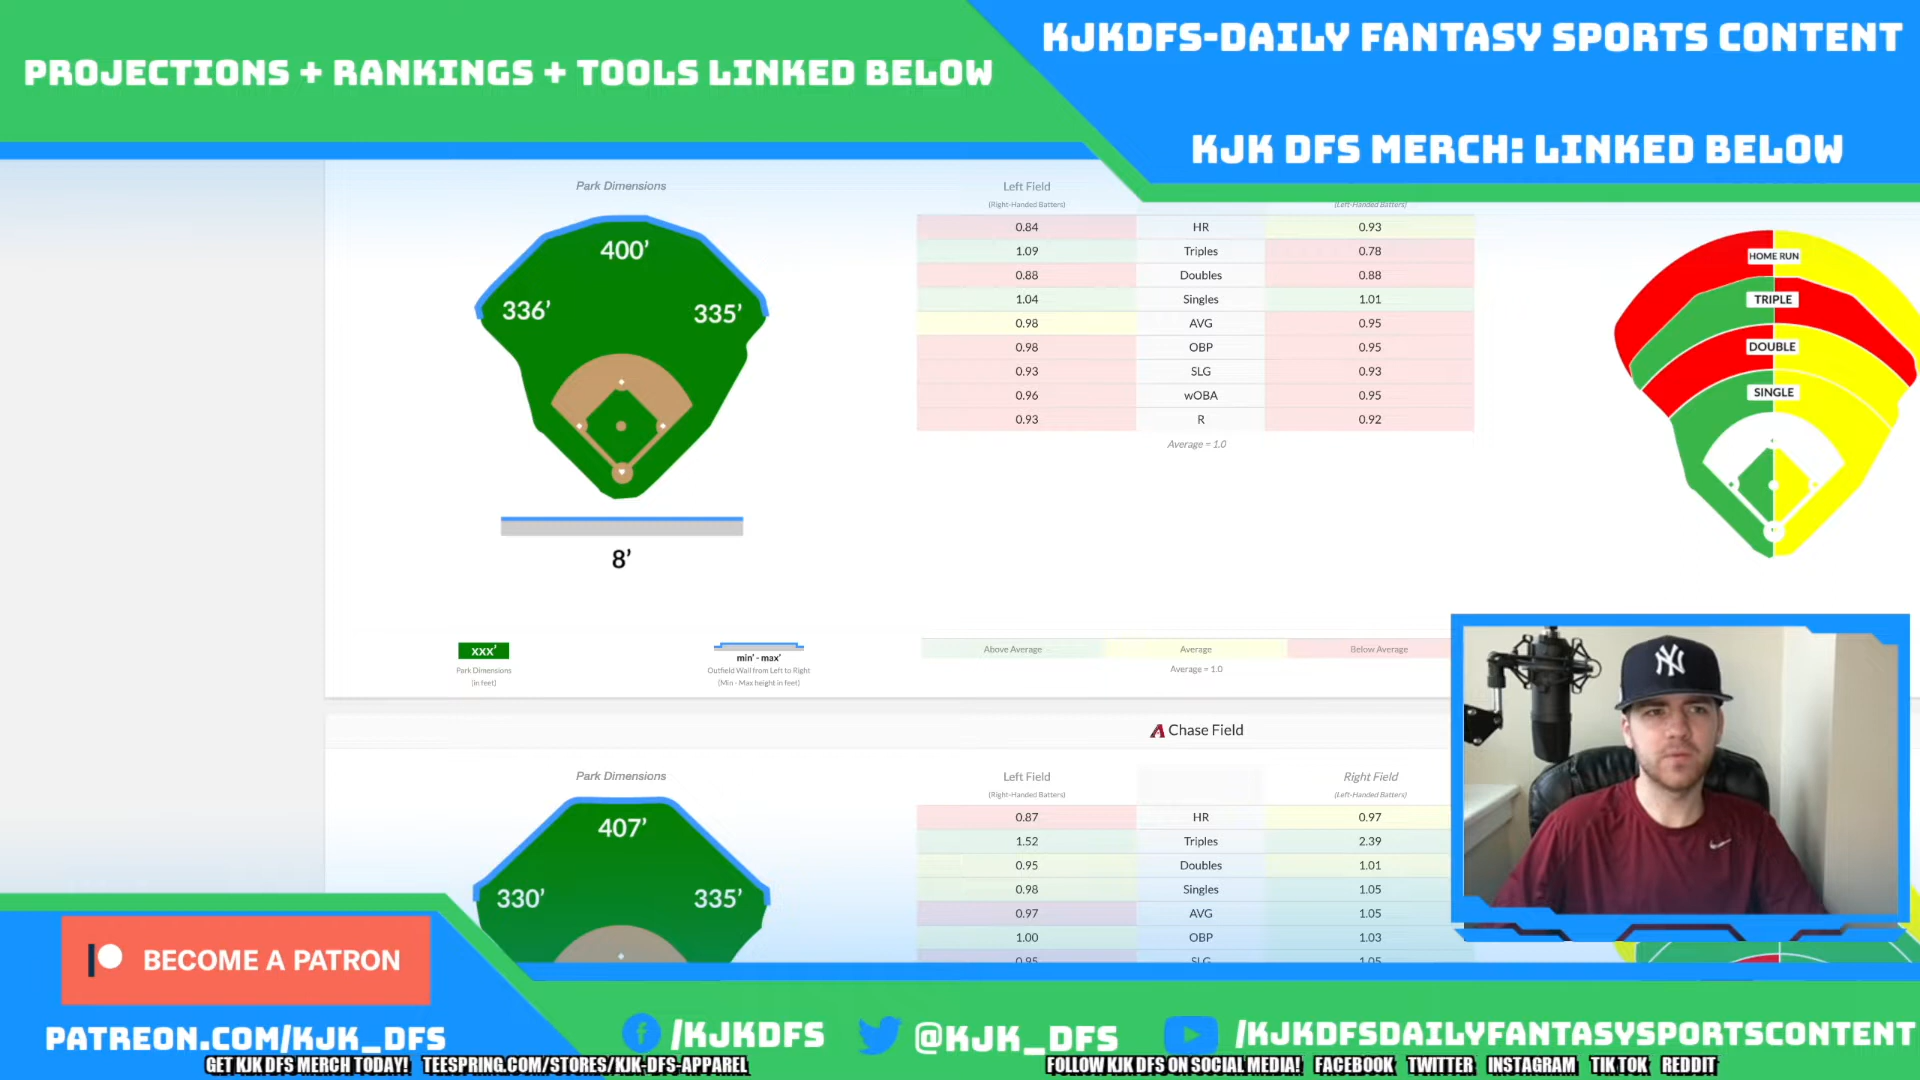 KJKDFS-DAILY FANTASY SPORTS CONTENT
PROJECTIONS + RANKINGS + TOOLS LINKED BELOW
KJK DFS MERCH: LINKED BELOW
Park Dimensions
Left Field
(Right-Handed Batters)
(Left-Handed Batters)
0.84 HR 0.93
1.09 Triples 0.78
0.88 Doubles 0.88
1.04 Singles 1.01
0.98 AVG 0.95
0.98 OBP 0.95
0.93 SLG 0.93
0.96 wOBA 0.95
0.93 R 0.92
Average = 1.0
400'
336' 335'
8'
HOME RUN
TRIPLE
DOUBLE
SINGLE
xxx'
Park Dimensions
(in feet)
min' - max'
Outfield Wall from Left to Right
(Min - Max height in feet)
Above Average Average Below Average
Average = 1.0
NY
A Chase Field
Park Dimensions
Left Field Right Field
(Right-Handed Batters) (Left-Handed Batters)
407'
330' 335'
0.87 HR 0.97
1.52 Triples 2.39
0.95 Doubles 1.01
0.98 Singles 1.05
0.97 AVG 1.05
1.00 OBP 1.03
0.95 SLG 1.05
BECOME A PATRON
PATREON.COM/KJK_DFS
/KJKDFS @KJK_DFS /KJKDFSDAILYFANTASYSPORTSCONTENT
GET KJK DFS MERCH TODAY! TEESPRING.COM/STORES/KJK-DFS-APPAREL
FOLLOW KJK DFS ON SOCIAL MEDIA! FACEBOOK TWITTER INSTAGRAM TIKTOK REDDIT